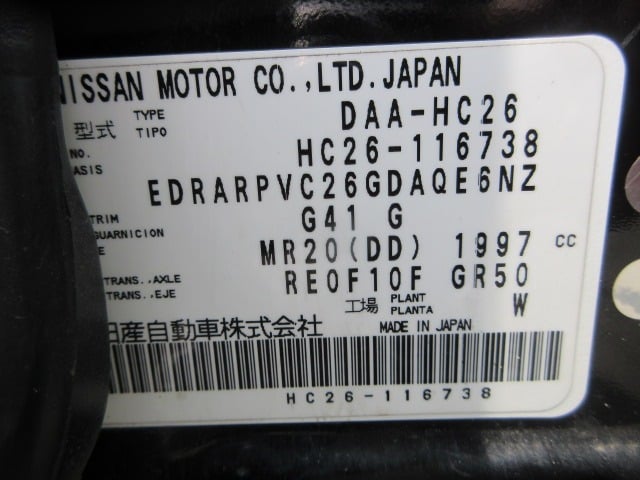 NISSAN MOTOR CO.,LTD.JAPAN
型式 TYPE TIPO DAA-HC26
NO. HC26-116738
ASIS
EDRARPVC26GDAQE6NZ
TRIM G41 G
GUARNICION
MR20(DD) 1997 CC
TRANS.,AXLE RE0F10F GR50
TRANS.,EJE
工場 PLANT PLANTA W
日産自動車株式会社 MADE IN JAPAN
HC26-116738